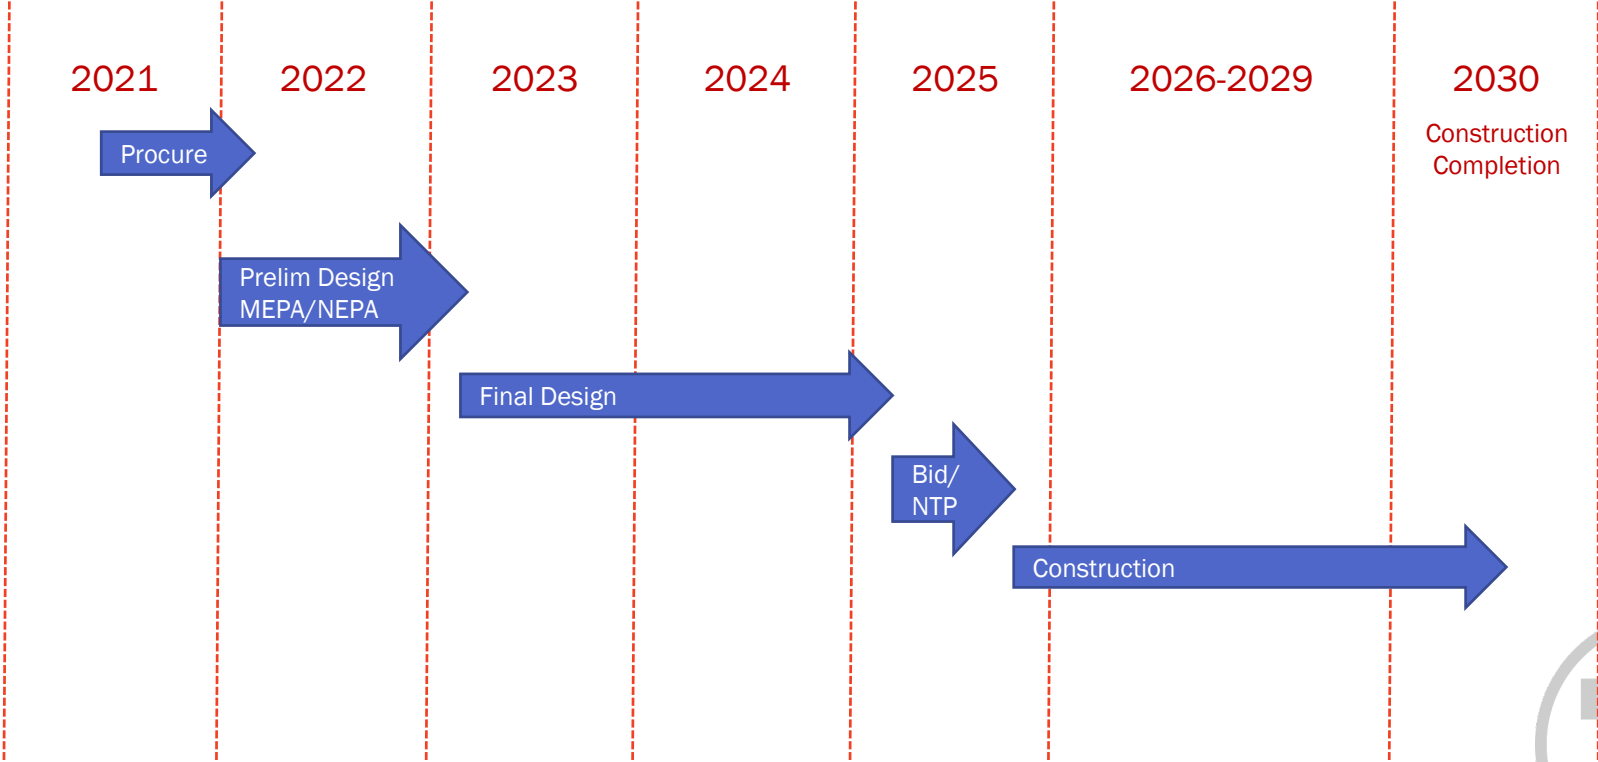 2021
2022
2023
2024
2025
2026-2029
2030
Construction
Completion
Procure
Prelim Design
MEPA/NEPA
Final Design
Bid/
NTP
Construction